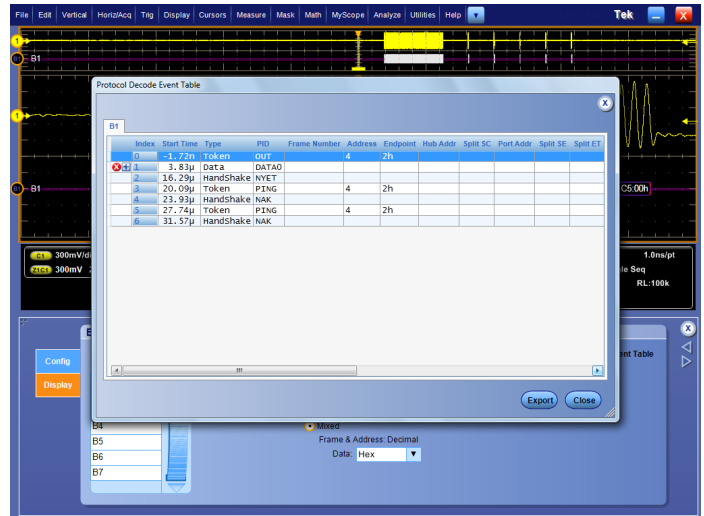 File Edit Vertical Horiz/Acq Trig Display Cursors Measure Mask Math MyScope Analyze Utilities Help Tek X
1
B1 B1
Protocol Decode Event Table
X
B1
Index Start Time Type PID Frame Number Address Endpoint Hub Addr Split SC Port Addr Split SE Split ET
0 -1.72n Token OUT 4 2h
1 3.83µ Data DATA0
2 16.29µ HandShake NYET
3 20.09µ Token PING 4 2h
4 23.93µ HandShake NAK
5 27.74µ Token PING 4 2h
6 31.57µ HandShake NAK
1
B1 B1
C5:00h
C1 300mV/di
Z1C1 300mV
1.0ns/pt
le Seq
RL:100k
X
ent Table
Config
Display
Export Close
B4
B5
B6
B7
Mixed
Frame & Address: Decimal
Data: Hex